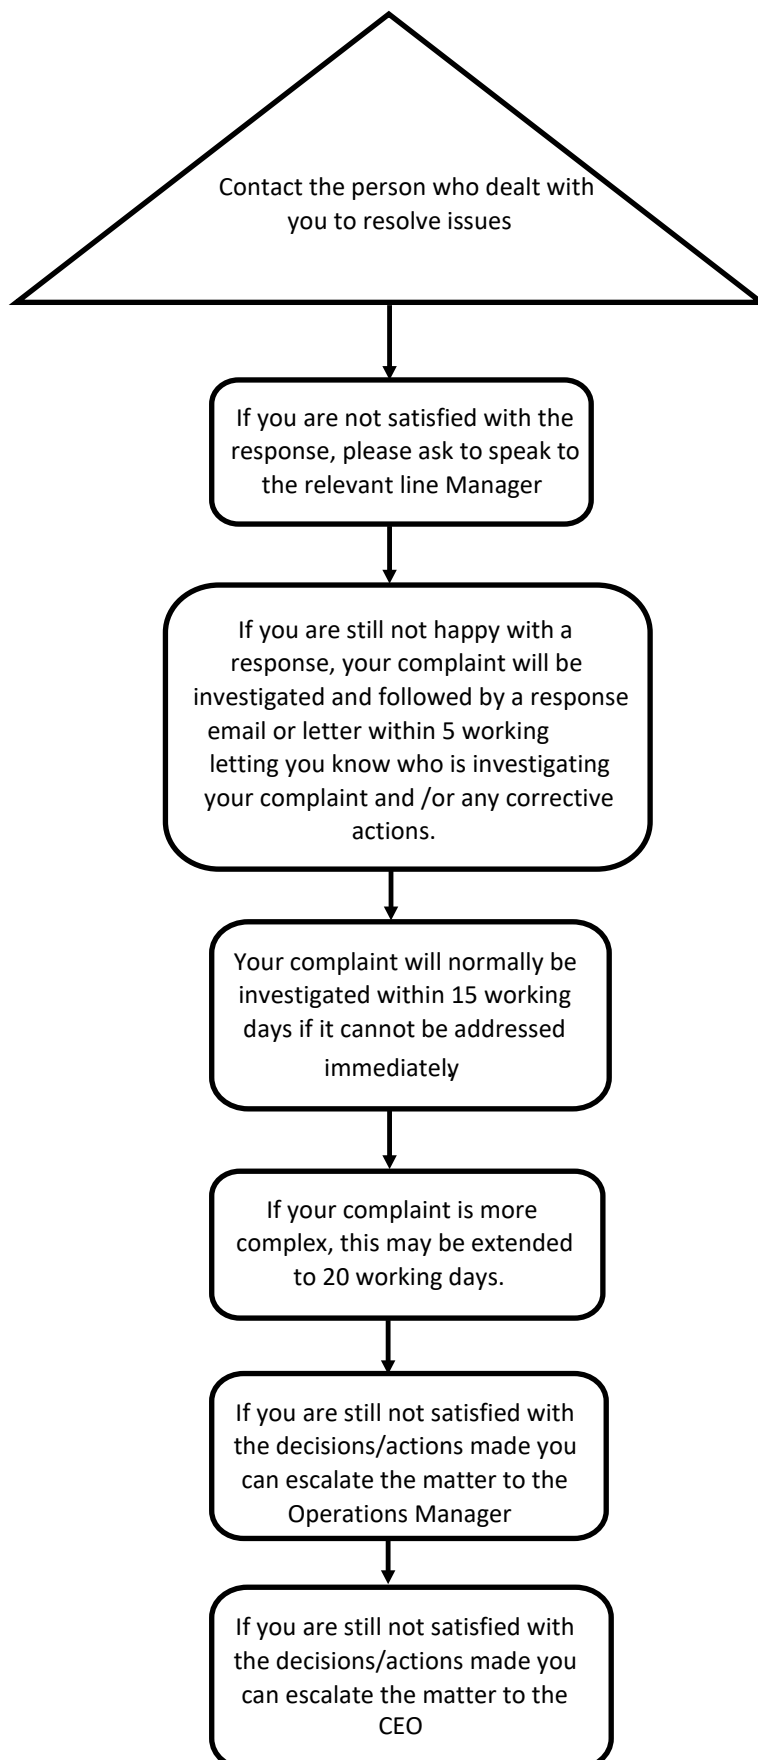 Contact the person who dealt with
you to resolve issues
If you are not satisfied with the
response, please ask to speak to
the relevant line Manager
If you are still not happy with a
response, your complaint will be
investigated and followed by a response
email or letter within 5 working
letting you know who is investigating
your complaint and /or any corrective
actions.
Your complaint will normally be
investigated within 15 working
days if it cannot be addressed
immediately.
If your complaint is more
complex, this may be extended
to 20 working days.
If you are still not satisfied with
the decisions/actions made you
can escalate the matter to the
Operations Manager
If you are still not satisfied with
the decisions/actions made you
can escalate the matter to the
CEO